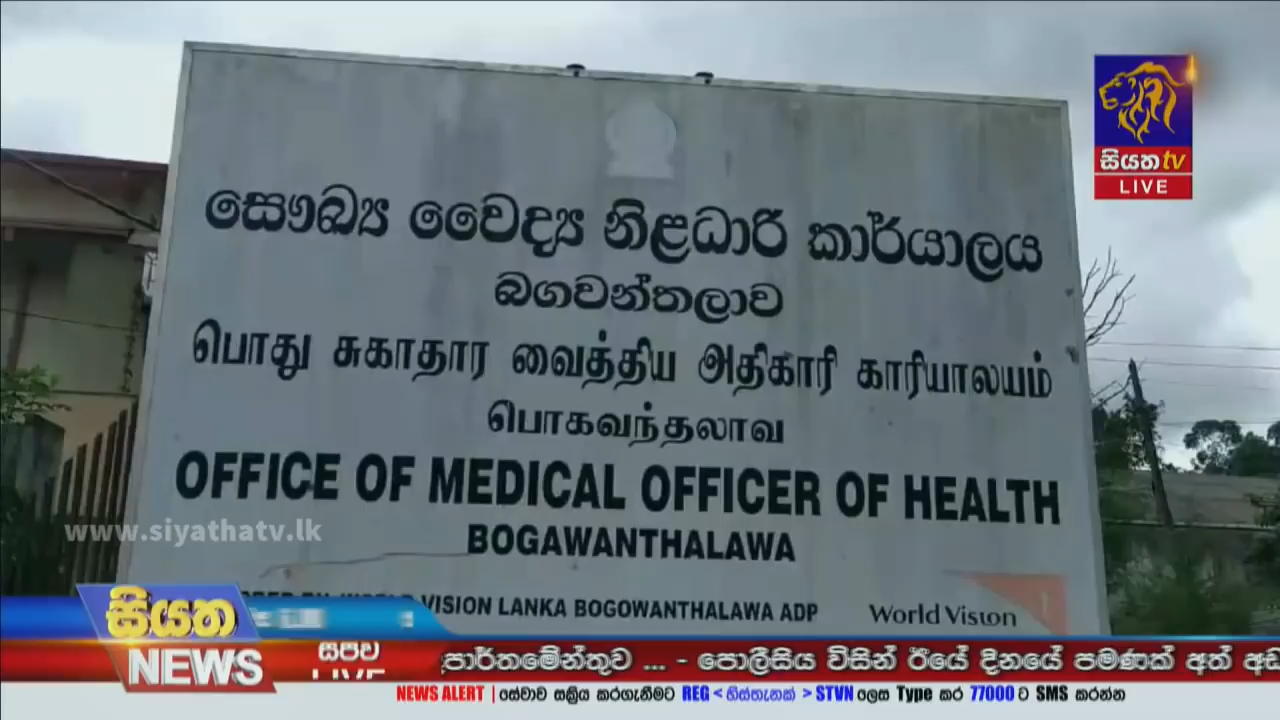 සියත tv
LIVE
සෞඛ්‍ය වෛද්‍ය නිළධාරි කාර්යාලය
බගවන්තලාව
பொது சுகாதார வைத்திய அதிகாரி காரியாலயம்
பொகவந்தலாவ
OFFICE OF MEDICAL OFFICER OF HEALTH
BOGAWANTHALAWA
www.siyathatv.lk
VISION LANKA BOGOWANTHALAWA ADP World Vision
සියත
NEWS
සජීව
LIVE
පාර්තමේන්තුව ... - පොලීසිය විසින් ඊයේ දිනයේ පමණක් අත් අඩ
NEWS ALERT | සේවාව සක්‍රිය කරගැනීමට REG < හිස්තැනක් > STVN ලෙස Type කර 77000 ට SMS කරන්න